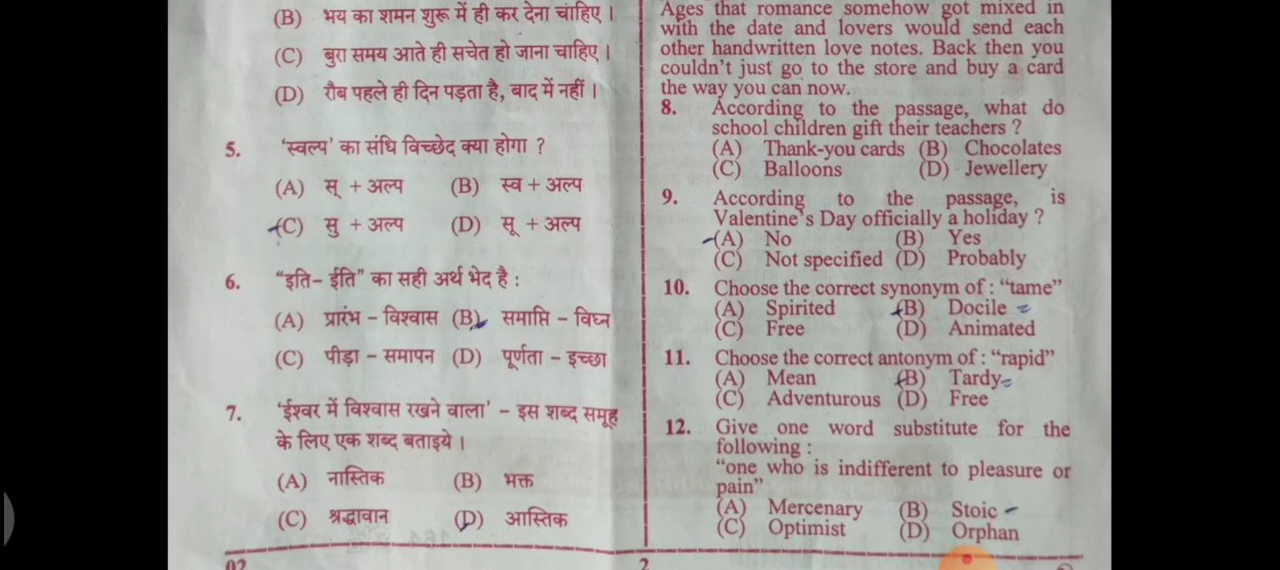 (B) भय का शमन शुरू में ही कर देना चाहिए ।
(C) बुरा समय आते ही सचेत हो जाना चाहिए ।
(D) रौब पहले ही दिन पड़ता है, बाद में नहीं ।
5. 'स्वल्प' का संधि विच्छेद क्या होगा ?
(A) स् + अल्प (B) स्व + अल्प
(C) सु + अल्प (D) सू + अल्प
6. "इति- ईति" का सही अर्थ भेद है :
(A) प्रारंभ - विश्वास (B) समाप्ति - विघ्न
(C) पीड़ा - समापन (D) पूर्णता - इच्छा
7. 'ईश्वर में विश्वास रखने वाला' - इस शब्द समूह
के लिए एक शब्द बताइये ।
(A) नास्तिक (B) भक्त
(C) श्रद्धावान (D) आस्तिक
02
Ages that romance somehow got mixed in
with the date and lovers would send each
other handwritten love notes. Back then you
couldn't just go to the store and buy a card
the way you can now.
8. According to the passage, what do
school children gift their teachers ?
(A) Thank-you cards (B) Chocolates
(C) Balloons (D) Jewellery
9. According to the passage, is
Valentine's Day officially a holiday ?
(A) No (B) Yes
(C) Not specified (D) Probably
10. Choose the correct synonym of : "tame"
(A) Spirited (B) Docile
(C) Free (D) Animated
11. Choose the correct antonym of : "rapid"
(A) Mean (B) Tardy
(C) Adventurous (D) Free
12. Give one word substitute for the
following :
"one who is indifferent to pleasure or
pain"
(A) Mercenary (B) Stoic
(C) Optimist (D) Orphan
2